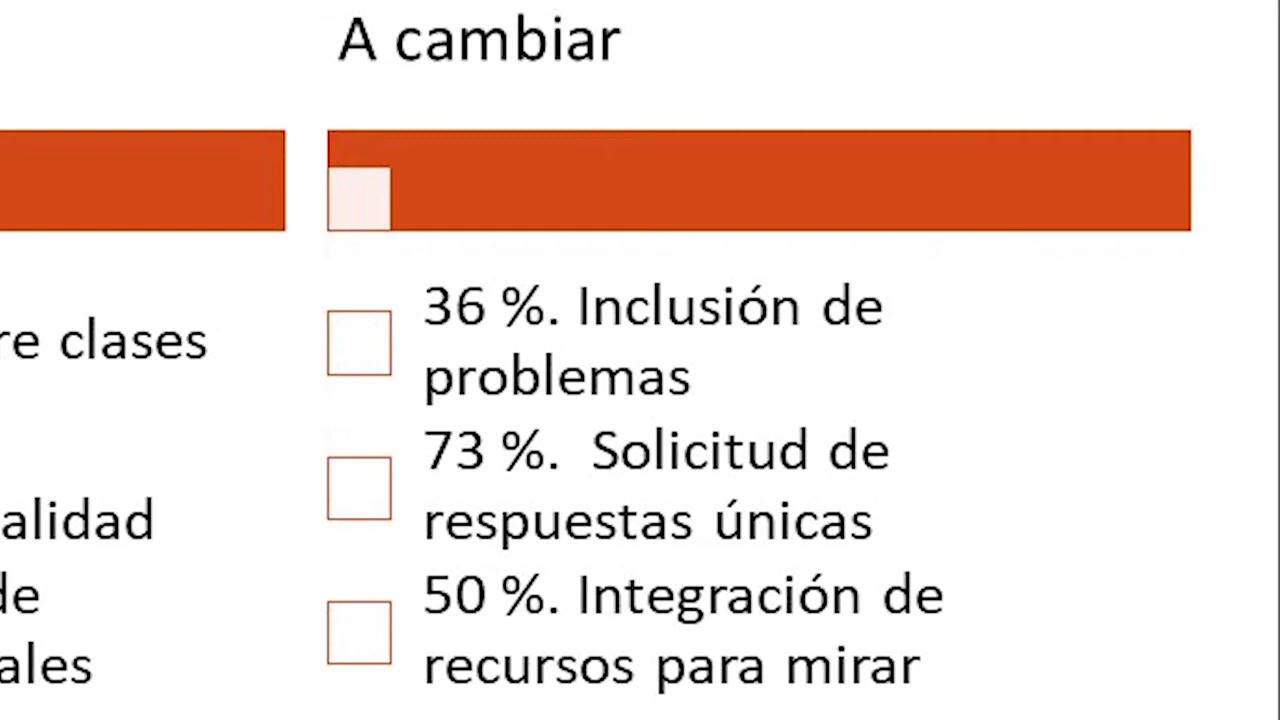 A cambiar
re clases
alidad
de
ales
36 %. Inclusión de
problemas
73 %. Solicitud de
respuestas únicas
50 %. Integración de
recursos para mirar